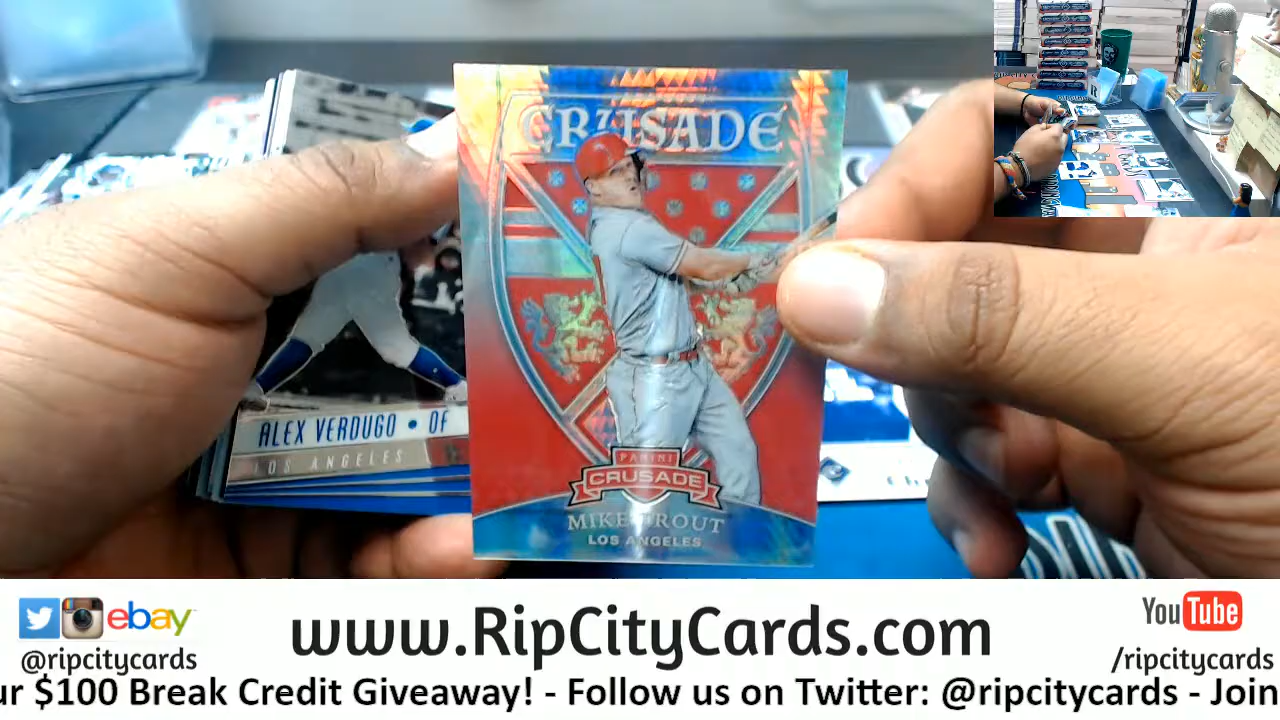 CRUSADE
ALEX VERDUGO • OF
LOS ANGELES
PANINI
CRUSADE
MIKE TROUT
LOS ANGELES
ebay
@ripcitycards
www.RipCityCards.com
YouTube
/ripcitycards
ur $100 Break Credit Giveaway! - Follow us on Twitter: @ripcitycards - Join